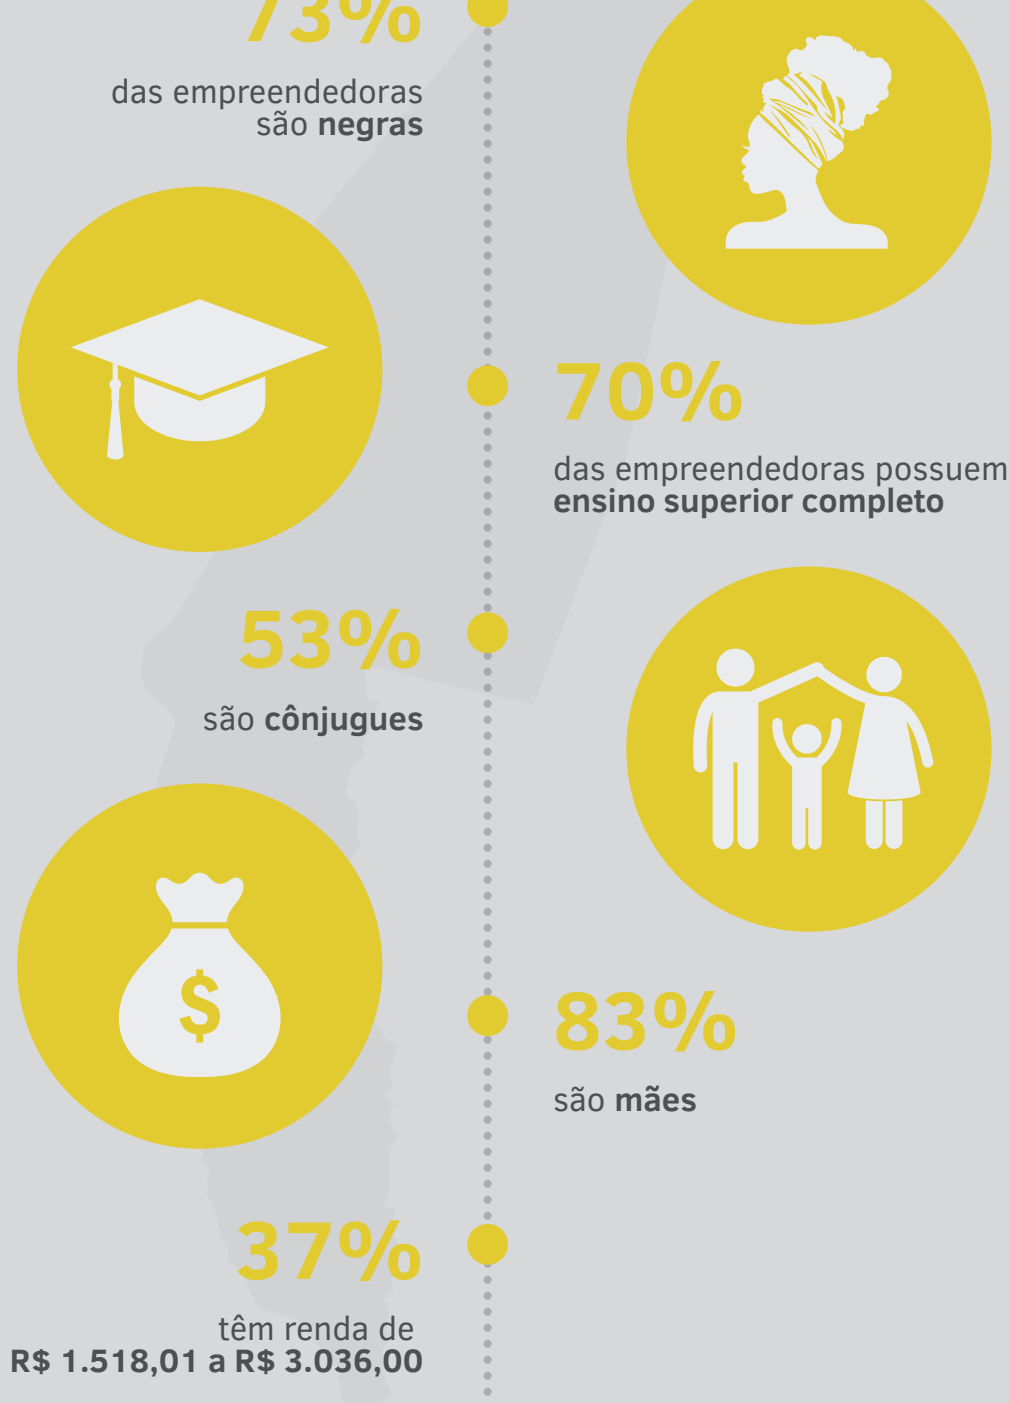 73%
das empreendedoras
são negras
70%
das empreendedoras possuem
ensino superior completo
53%
são cônjugues
$
83%
são mães
37%
têm renda de
R$ 1.518,01 a R$ 3.036,00